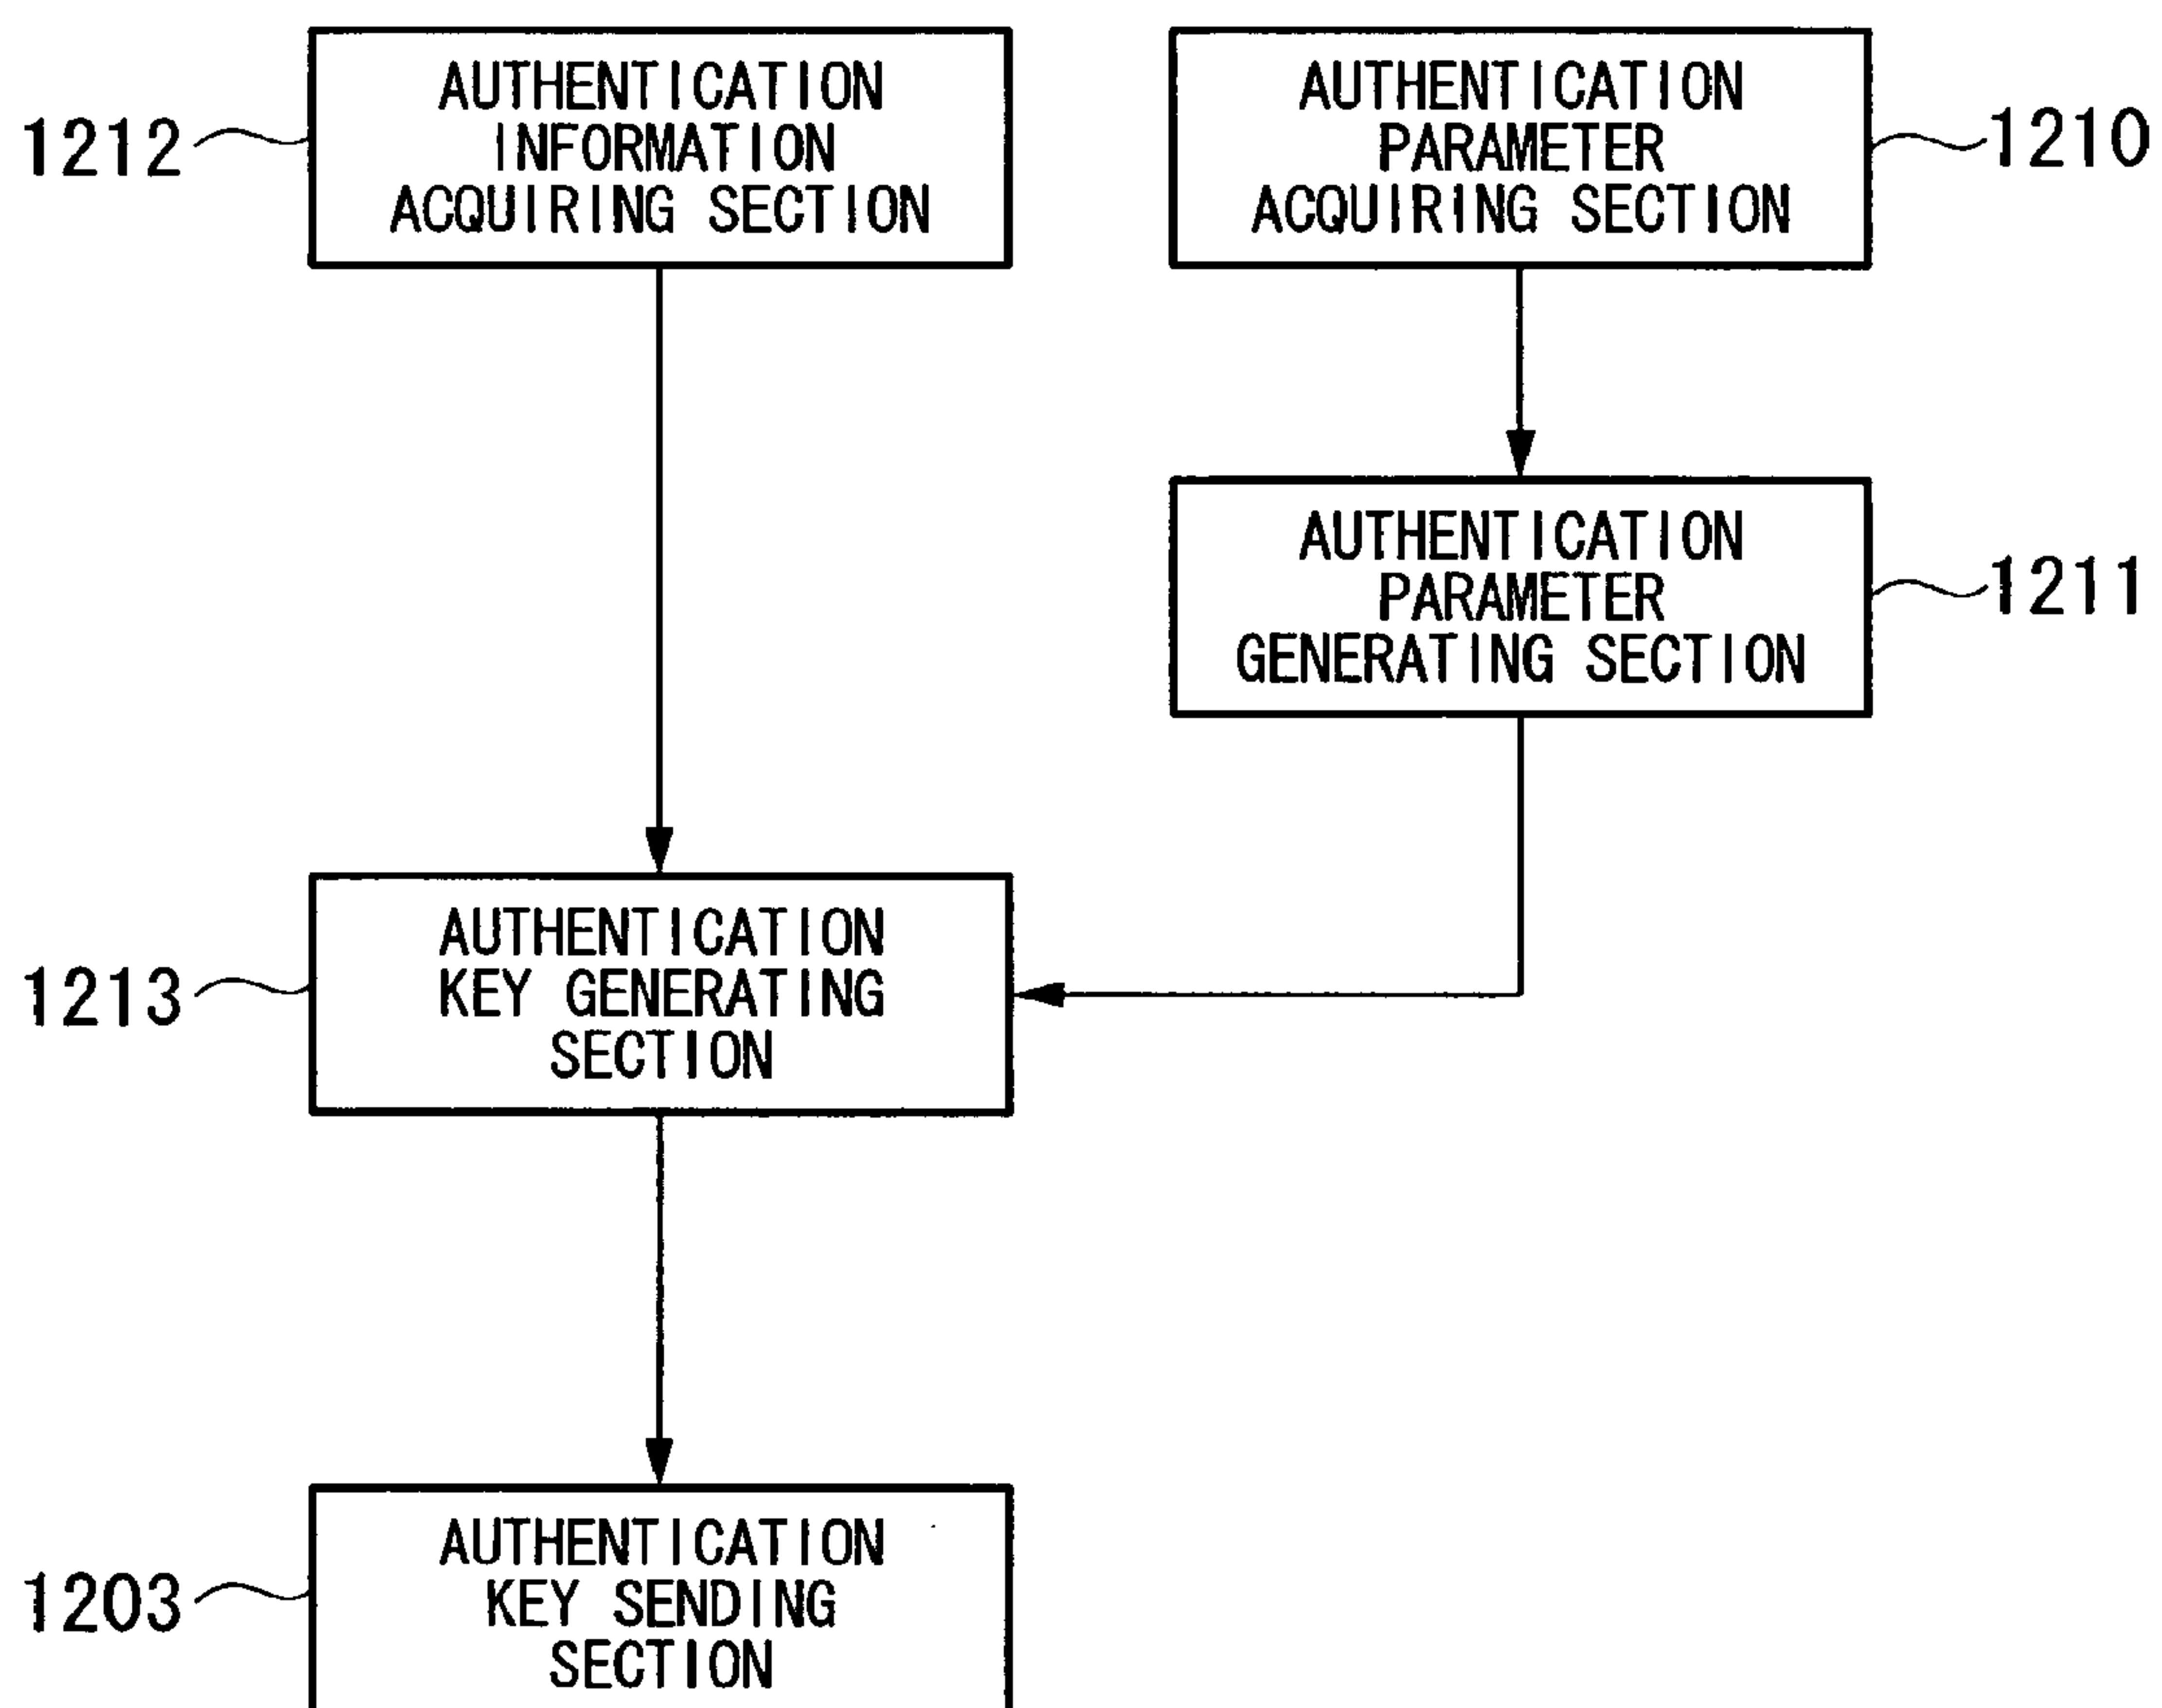 1212
AUTHENTICATION
INFORMATION
ACQUIRING SECTION
AUTHENTICATION
PARAMETER
ACQUIRING SECTION
1210
AUTHENTICATION
PARAMETER
GENERATING SECTION
1211
1213
AUTHENTICATION
KEY GENERATING
SECTION
1203
AUTHENTICATION
KEY SENDING
SECTION